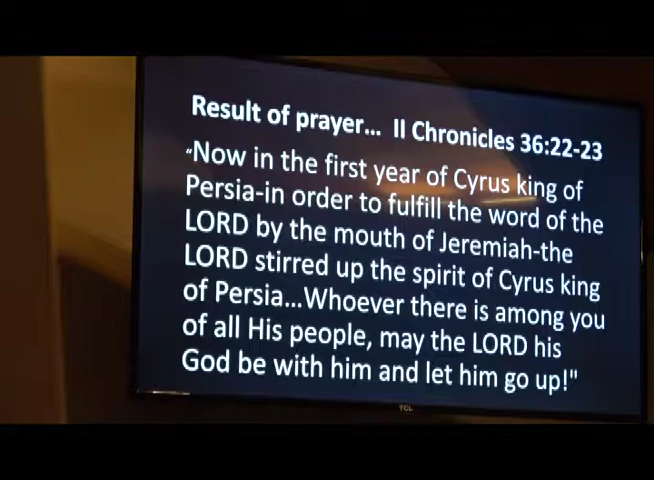 Result of prayer... II Chronicles 36:22-23
„Now in the first year of Cyrus king of
Persia-in order to fulfill the word of the
LORD by the mouth of Jeremiah-the
LORD stirred up the spirit of Cyrus king
of Persia...Whoever there is among you
of all His people, may the LORD his
God be with him and let him go up!"
TCL